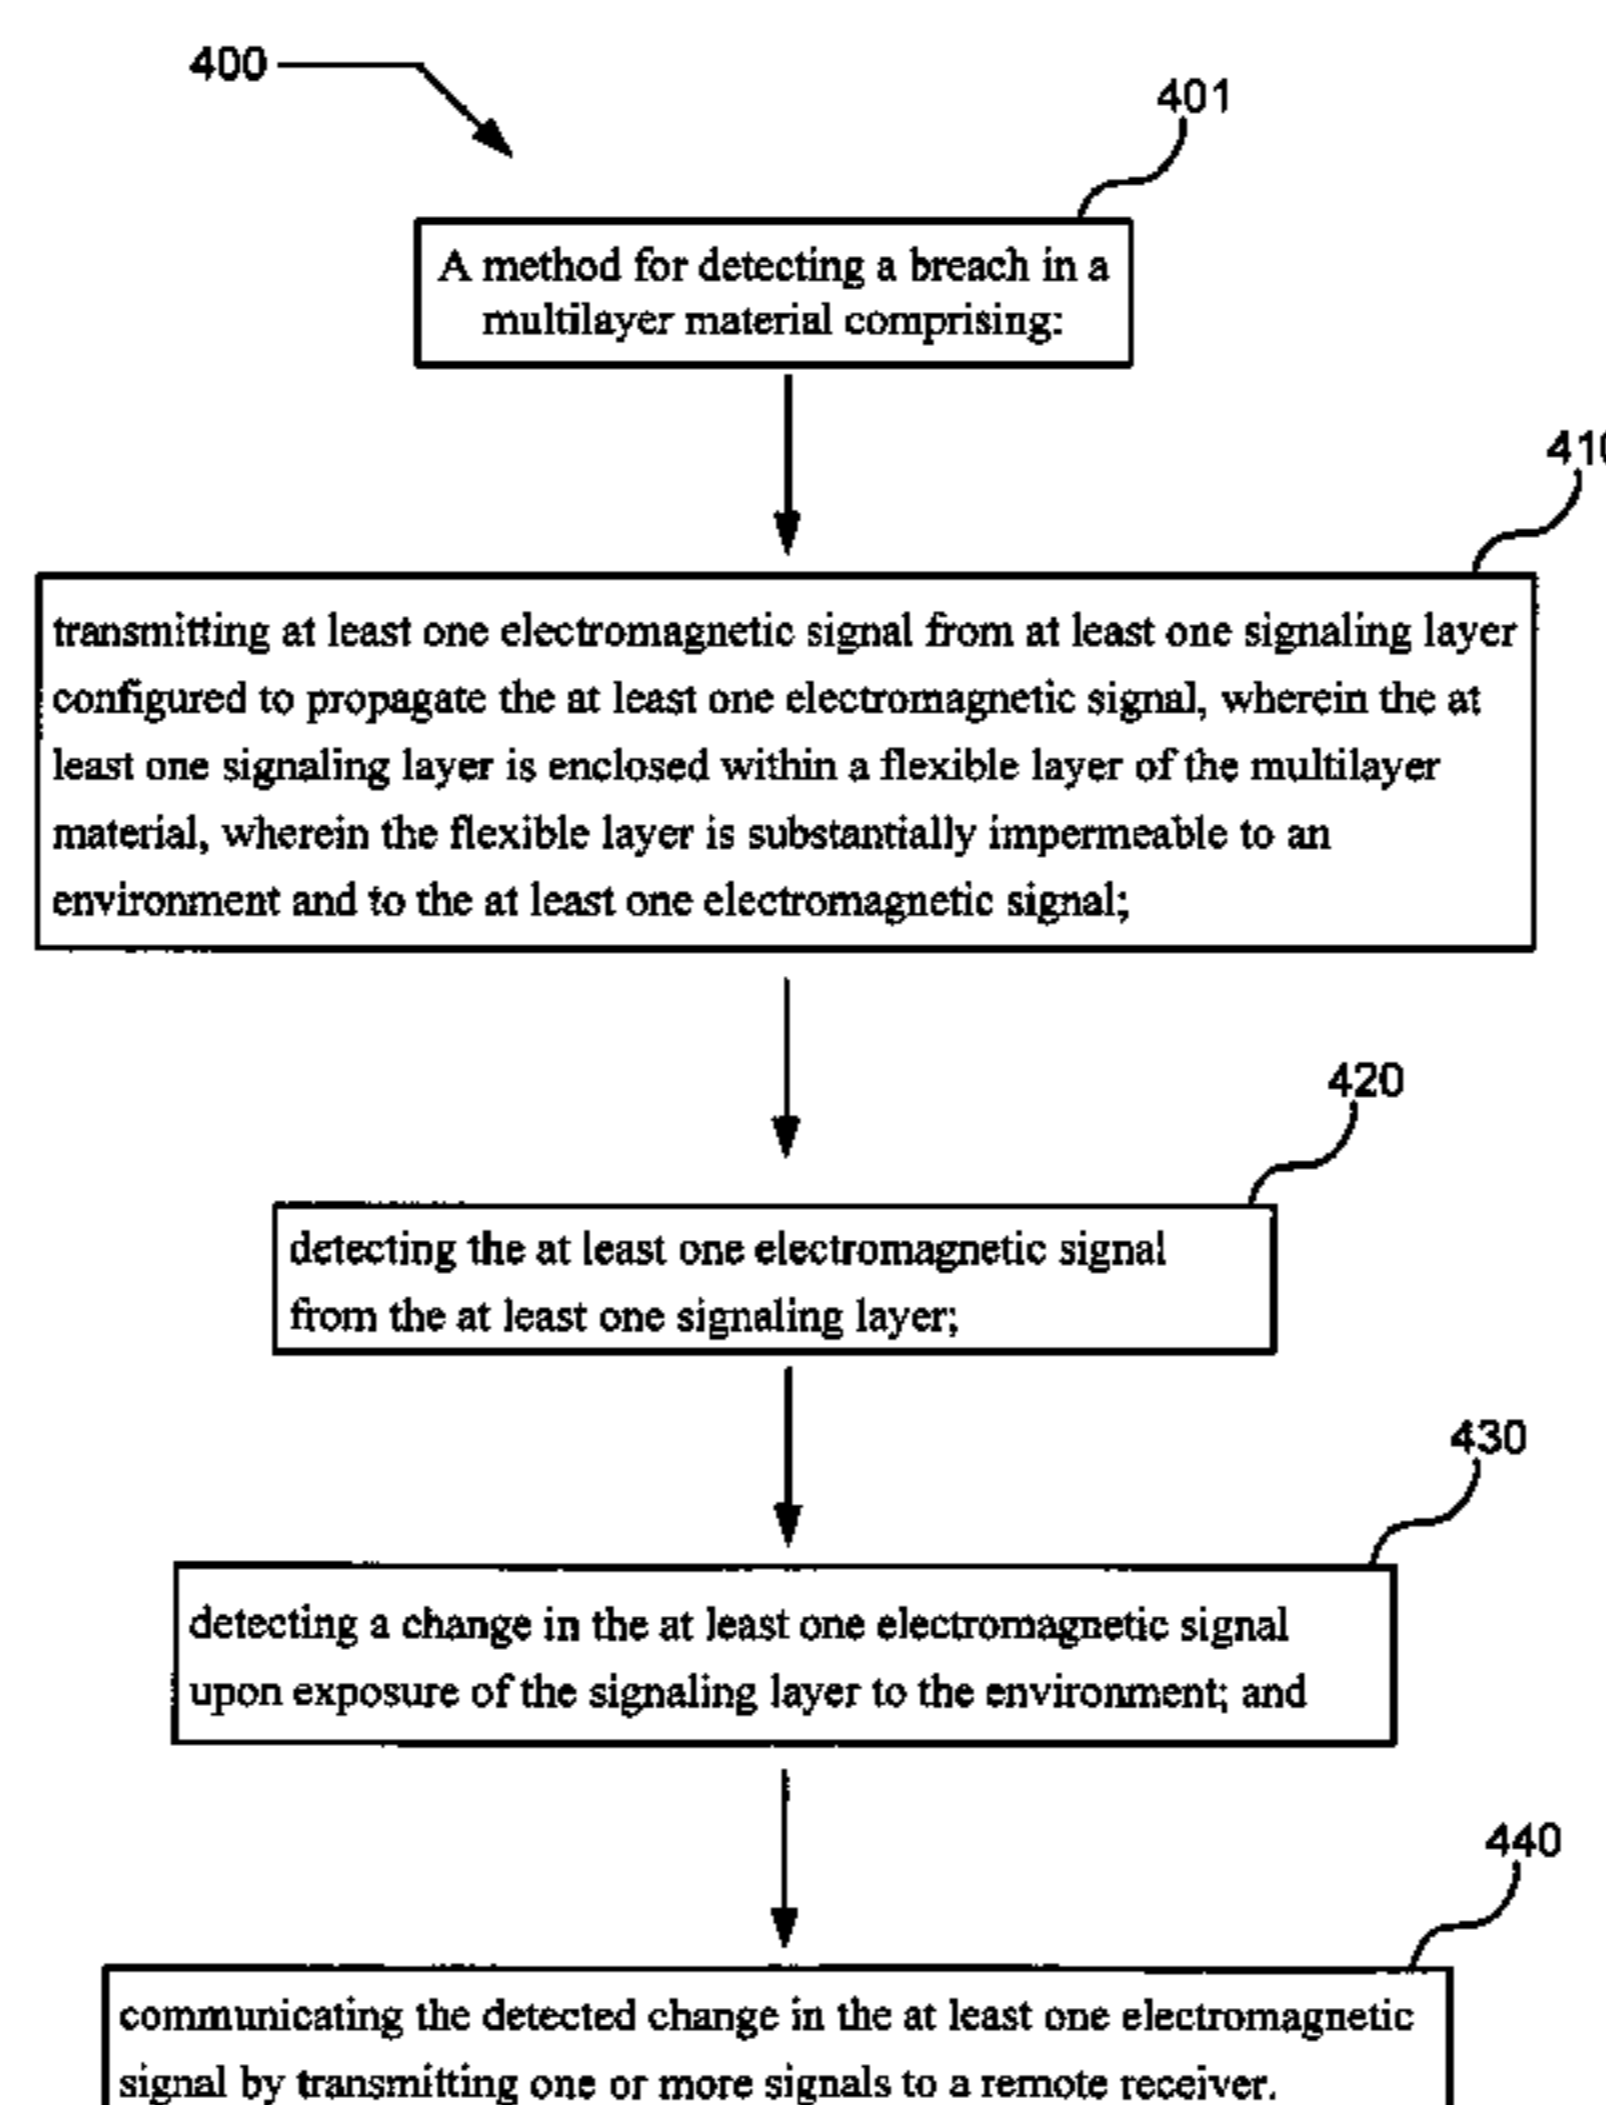 400
401
A method for detecting a breach in a
multilayer material comprising:
410
transmitting at least one electromagnetic signal from at least one signaling layer
configured to propagate the at least one electromagnetic signal, wherein the at
least one signaling layer is enclosed within a flexible layer of the multilayer
material, wherein the flexible layer is substantially impermeable to an
environment and to the at least one electromagnetic signal;
420
detecting the at least one electromagnetic signal
from the at least one signaling layer;
430
detecting a change in the at least one electromagnetic signal
upon exposure of the signaling layer to the environment; and
440
communicating the detected change in the at least one electromagnetic
signal by transmitting one or more signals to a remote receiver.